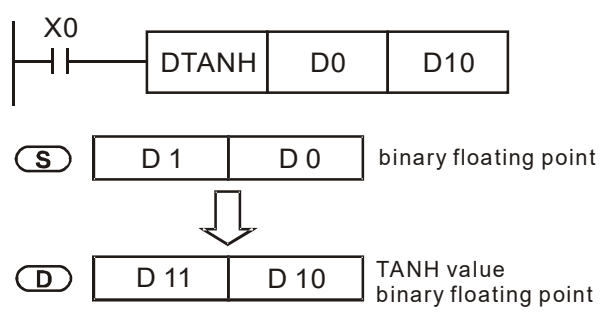 X0
DTANH D0 D10
S D 1 D 0 binary floating point
D D 11 D 10 TANH value
binary floating point